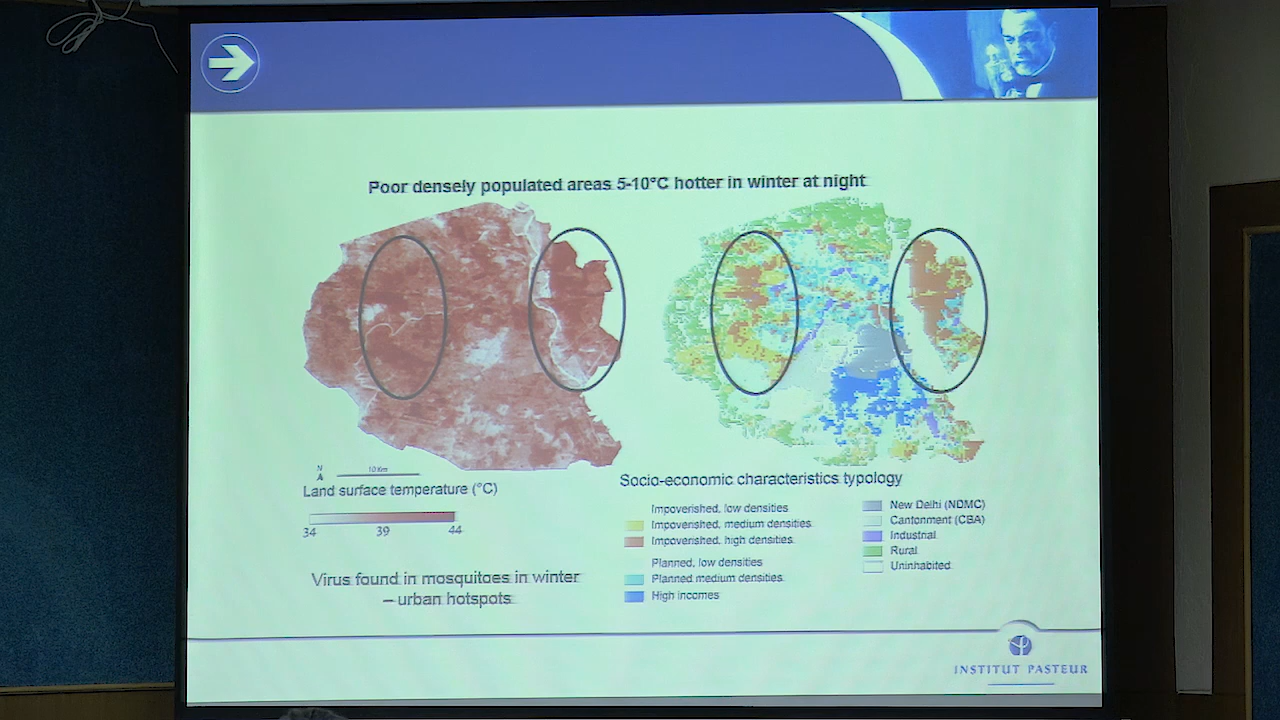 Poor densely populated areas 5-10°C hotter in winter at night
N
10 Km
Land surface temperature (°C)
34 39 44
Virus found in mosquitoes in winter
– urban hotspots
Socio-economic characteristics typology
Impoverished, low densities
Impoverished, medium densities
Impoverished, high densities
Planned, low densities
Planned medium densities
High incomes
New Delhi (NDMC)
Cantonment (CBA)
Industrial
Rural
Uninhabited
INSTITUT PASTEUR